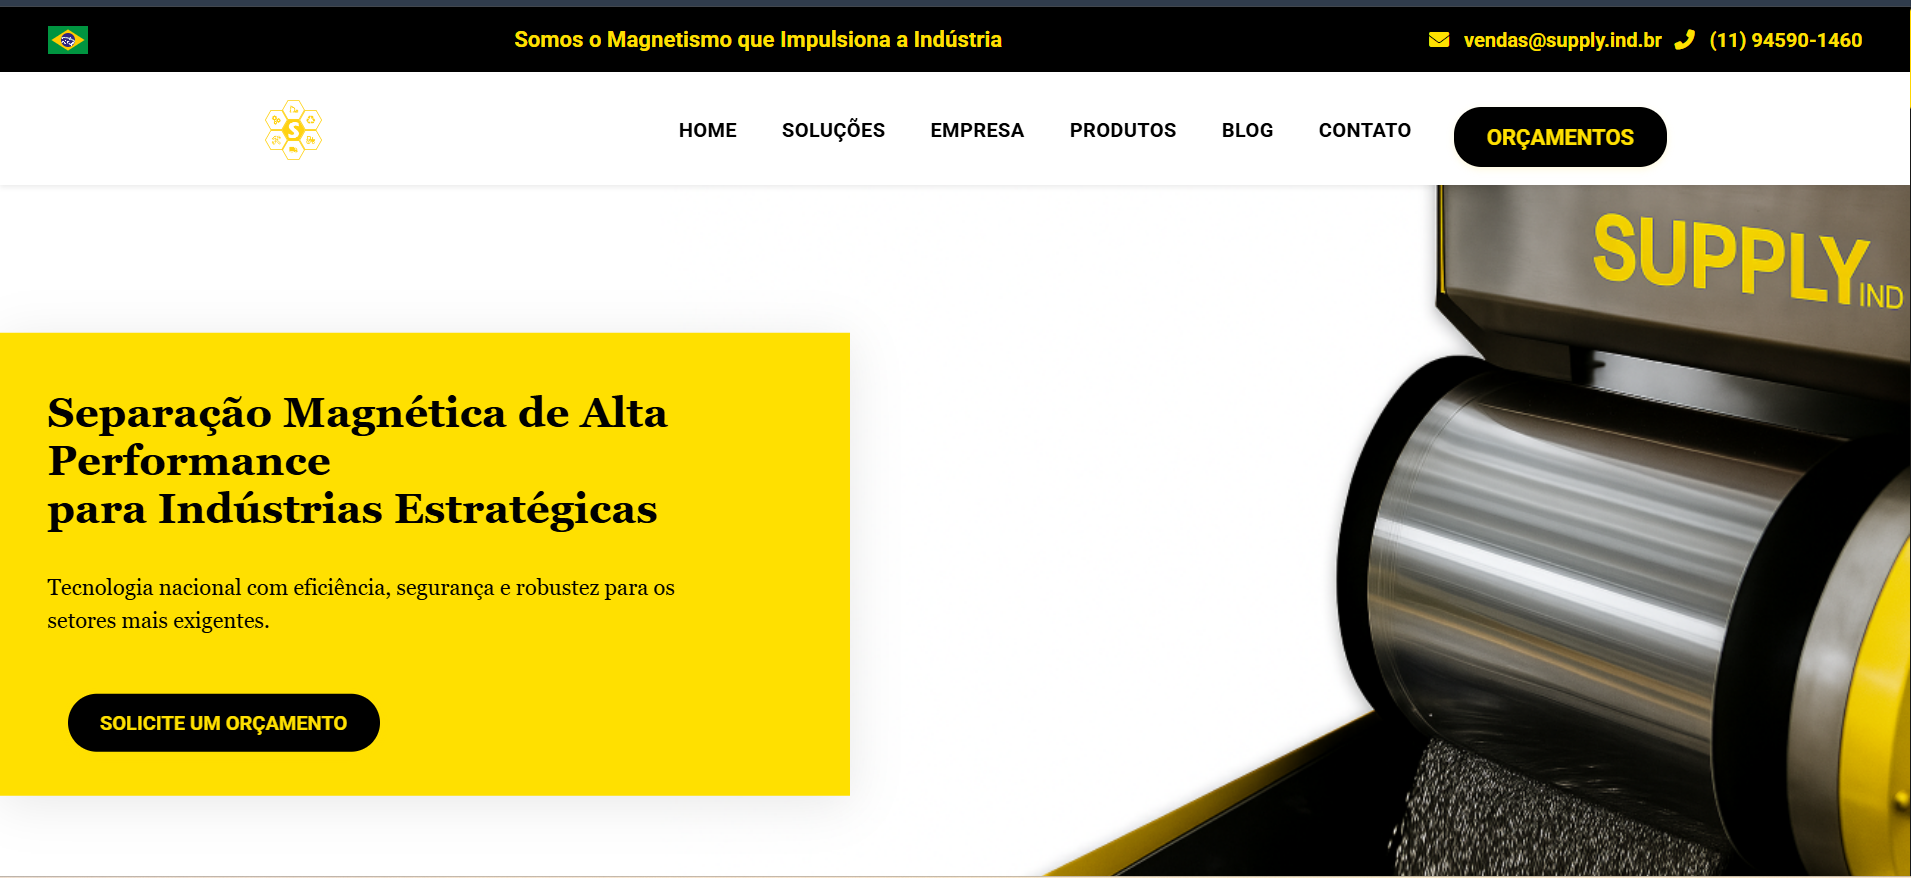 Somos o Magnetismo que Impulsiona a Indústria
vendas@supply.ind.br (11) 94590-1460
S
HOME SOLUÇÕES EMPRESA PRODUTOS BLOG CONTATO ORÇAMENTOS
SUPPLY IND
Separação Magnética de Alta
Performance
para Indústrias Estratégicas
Tecnologia nacional com eficiência, segurança e robustez para os
setores mais exigentes.
SOLICITE UM ORÇAMENTO